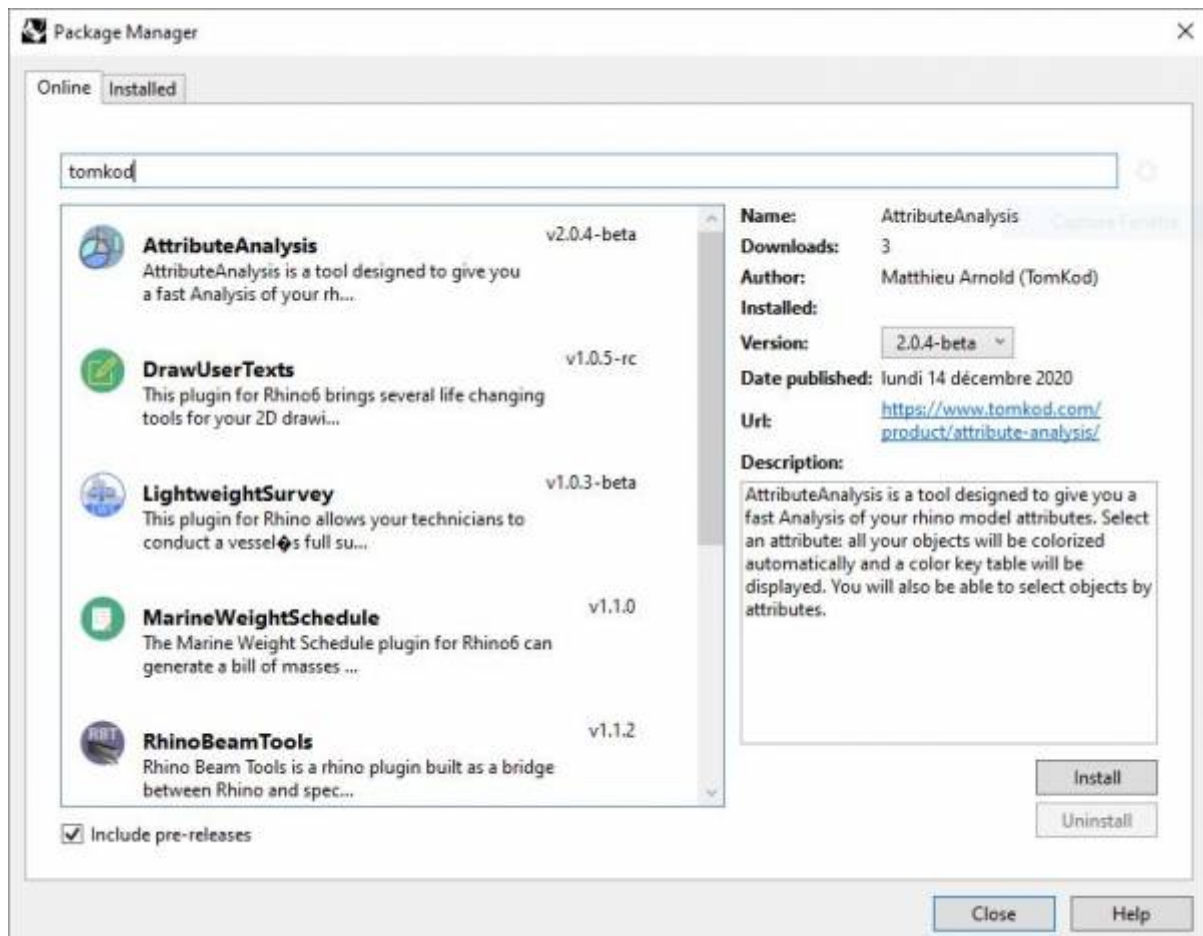 Package Manager
Online Installed
tomkod
AttributeAnalysis v2.0.4-beta
AttributeAnalysis is a tool designed to give you
a fast Analysis of your rh...
DrawUserTexts v1.0.5-rc
This plugin for Rhino6 brings several life changing
tools for your 2D drawi...
LightweightSurvey v1.0.3-beta
This plugin for Rhino allows your technicians to
conduct a vessel�s full su...
MarineWeightSchedule v1.1.0
The Marine Weight Schedule plugin for Rhino6 can
generate a bill of masses ...
RBT
RhinoBeamTools v1.1.2
Rhino Beam Tools is a rhino plugin built as a bridge
between Rhino and spec...
Include pre-releases
Name: AttributeAnalysis
Downloads: 3
Author: Matthieu Arnold (TomKod)
Installed:
Version: 2.0.4-beta
Date published: lundi 14 décembre 2020
Url: https://www.tomkod.com/
product/attribute-analysis/
Description:
AttributeAnalysis is a tool designed to give you a
fast Analysis of your rhino model attributes. Select
an attribute: all your objects will be colorized
automatically and a color key table will be
displayed. You will also be able to select objects by
attributes.
Install
Uninstall
Close Help